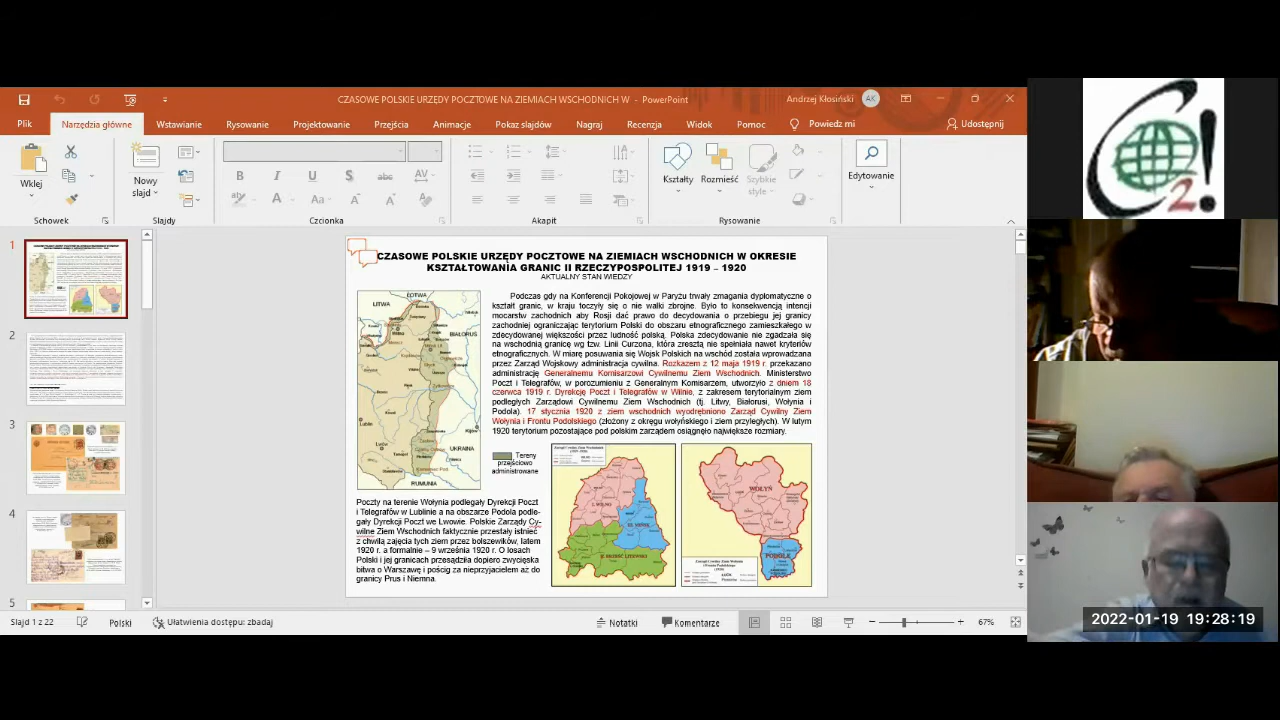 CZASOWE POLSKIE URZĘDY POCZTOWE NA ZIEMIACH WSCHODNICH W - PowerPoint
Andrzej Kłosiński
AK
Plik
Narzędzia główne
Wstawianie
Rysowanie
Projektowanie
Przejścia
Animacje
Pokaz slajdów
Nagraj
Recenzja
Widok
Pomoc
Powiedz mi
Udostępnij
Wklej
Nowy
slajd
Kształty
Rozmieść
Szybkie
style
Edytowanie
Schowek
Slajdy
Czcionka
Akapit
Rysowanie
1
2
3
4
5
CZASOWE POLSKIE URZĘDY POCZTOWE NA ZIEMIACH WSCHODNICH W OKRESIE
KSZTAŁTOWANIA GRANIC II RZECZYPOSPOLITEJ 1919 – 1920
AKTUALNY STAN WIEDZY
Podczas gdy na Konferencji Pokojowej w Paryżu trwały zmagania dyplomatyczne o
kształt granic, w kraju toczyły się o nie walki zbrojne. Było to konsekwencją intencji
mocarstw zachodnich aby Rosji dać prawo do decydowania o przebiegu jej granicy
zachodniej ograniczając terytorium Polski do obszaru etnograficznego zamieszkałego w
zdecydowanej większości przez ludność polską. Polska zdecydowanie nie zgadzała się
na wschodnią granicę wg tzw. Linii Curzona, która zresztą nie spełniała nawet kryteriów
etnograficznych. W miarę posuwania się Wojsk Polskich na wschód została wprowadzana
przez Zarząd Wojskowy administracja cywilna. Rozkazem z 12 maja 1919 r. przekazano
administrację Generalnemu Komisarzowi Cywilnemu Ziem Wschodnich. Ministerstwo
Poczt i Telegrafów, w porozumieniu z Generalnym Komisarzem, utworzyło z dniem 18
czerwca 1919 r. Dyrekcję Poczt i Telegrafów w Wilnie, z zakresem terytorialnym ziem
podległych Zarządowi Cywilnemu Ziem Wschodnich (tj. Litwy, Białorusi, Wołynia i
Podola). 17 stycznia 1920 z ziem wschodnich wyodrębniono Zarząd Cywilny Ziem
Wołynia i Frontu Podolskiego (złożony z okręgu wołyńskiego i ziem przyległych). W lutym
1920 terytorium pozostające pod polskim zarządem osiągnęło największe rozmiary.
ŁOTWA
LITWA
BIAŁORUŚ
UKRAINA
RUMUNIA
Lublin
Tereny
przejściowo
administrowane
WOŁYŃ
PODOLE
Poczty na terenie Wołynia podlegały Dyrekcji Poczt
i Telegrafów w Lublinie a na obszarze Podola podle-
gały Dyrekcji Poczt we Lwowie. Polskie Zarządy Cy-
wilne Ziem Wschodnich faktycznie przestały istnieć
z chwilą zajęcia tych ziem przez bolszewików, latem
1920 r. a formalnie – 9 września 1920 r. O losach
Polski i jej granicach przesądziła dopiero zwycięska
bitwa o Warszawę i pościg za nieprzyjacielem aż do
granicy Prus i Niemna.
Slajd 1 z 22
Polski
Ułatwienia dostępu: zbadaj
Notatki
Komentarze
67%
2!
2022-01-19 19:28:19